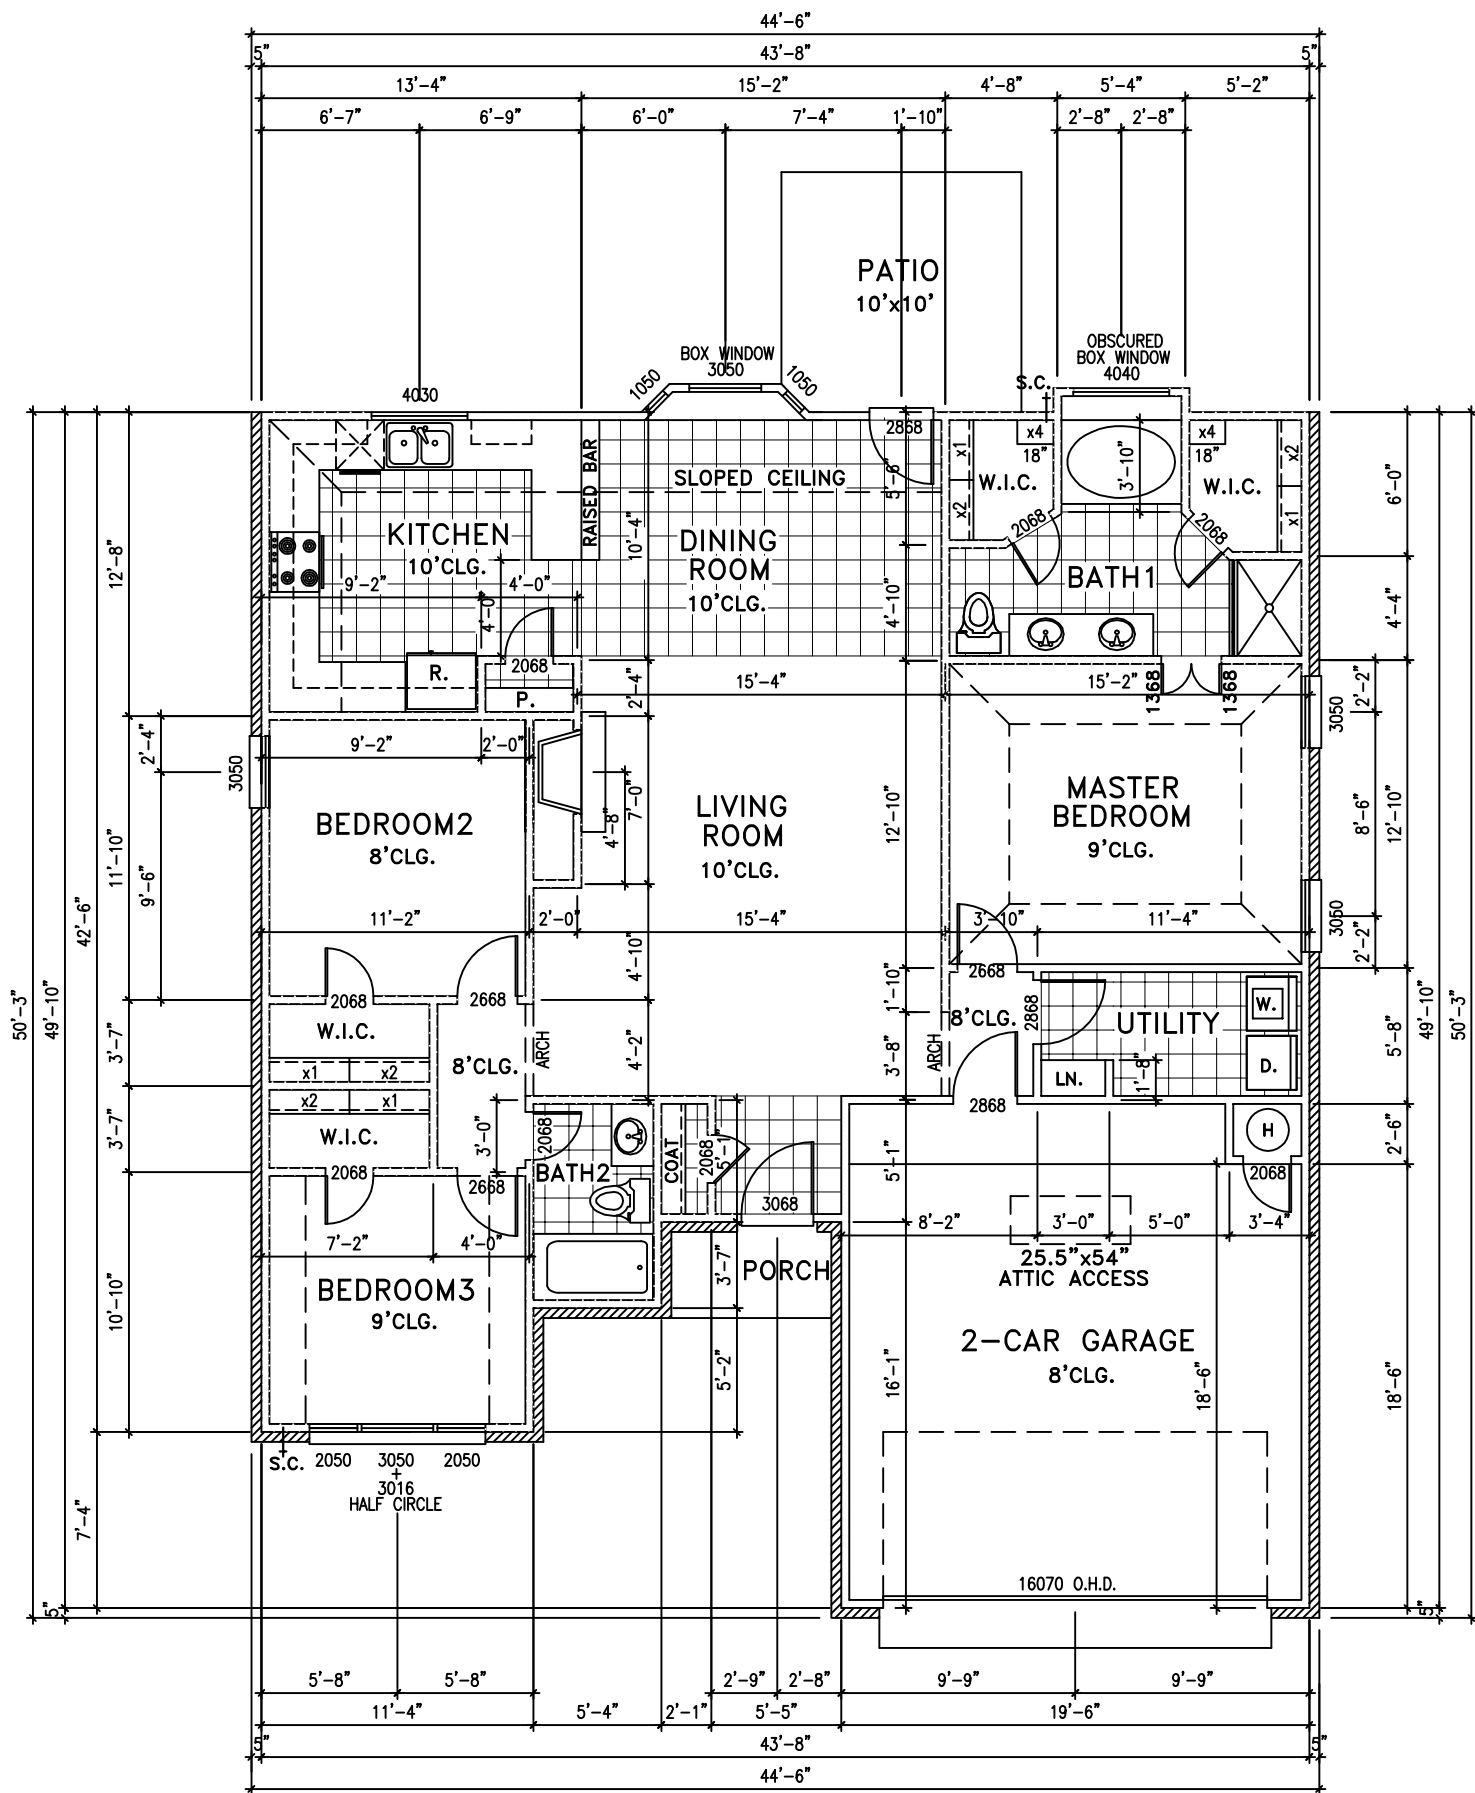 44'-6"
5" 43'-8" 5"
13'-4" 15'-2" 4'-8" 5'-4" 5'-2"
6'-7" 6'-9" 6'-0" 7'-4" 1'-10" 2'-8" 2'-8"
PATIO
10'x10'
OBSCURED
BOX WINDOW
4040
BOX WINDOW
3050
1050
1050
4030
S.C.
2868
5'-6"
x1
x2
x4
18"
W.I.C.
3'-10"
x4
18"
W.I.C.
x2
x1
RAISED BAR
SLOPED CEILING
KITCHEN
10'CLG.
9'-2"
4'-0"
4'-0"
10'-4"
DINING
ROOM
10'CLG.
4'-10"
2068
2068
BATH1
6'-0"
4'-4"
12'-8"
R.
2068
P.
2'-4"
15'-4"
15'-2"
1368
1368
2'-2"
3050
2'-4"
3050
9'-2"
2'-0"
BEDROOM2
8'CLG.
4'-8"
7'-0"
LIVING
ROOM
10'CLG.
12'-10"
MASTER
BEDROOM
9'CLG.
8'-6"
12'-10"
11'-10"
9'-6"
42'-6"
50'-3"
49'-10"
49'-10"
50'-3"
11'-2"
2'-0"
15'-4"
3'-10"
11'-4"
3050
2'-2"
4'-10"
2068
2668
W.I.C.
x1 x2
x2 x1
W.I.C.
2068
2668
8'CLG.
ARCH
4'-2"
1'-10"
2668
8'CLG.
2868
UTILITY
W.
D.
ARCH
3'-8"
LN.
1'-8"
5'-8"
3'-7"
3'-7"
3'-0"
2068
BATH2
COAT
2068
5'-1"
3068
2868
5'-1"
H
2068
2'-6"
8'-2" 3'-0" 5'-0" 3'-4"
7'-2" 4'-0"
BEDROOM3
9'CLG.
10'-10"
3'-7"
PORCH
25.5"x54"
ATTIC ACCESS
2-CAR GARAGE
8'CLG.
5'-2"
16'-1"
18'-6"
18'-6"
S.C. 2050 3050 2050
+
3016
HALF CIRCLE
7'-4"
16070 O.H.D.
5"
5"
5'-8" 5'-8" 2'-9" 2'-8" 9'-9" 9'-9"
11'-4" 5'-4" 2'-1" 5'-5" 19'-6"
5" 43'-8" 5"
44'-6"